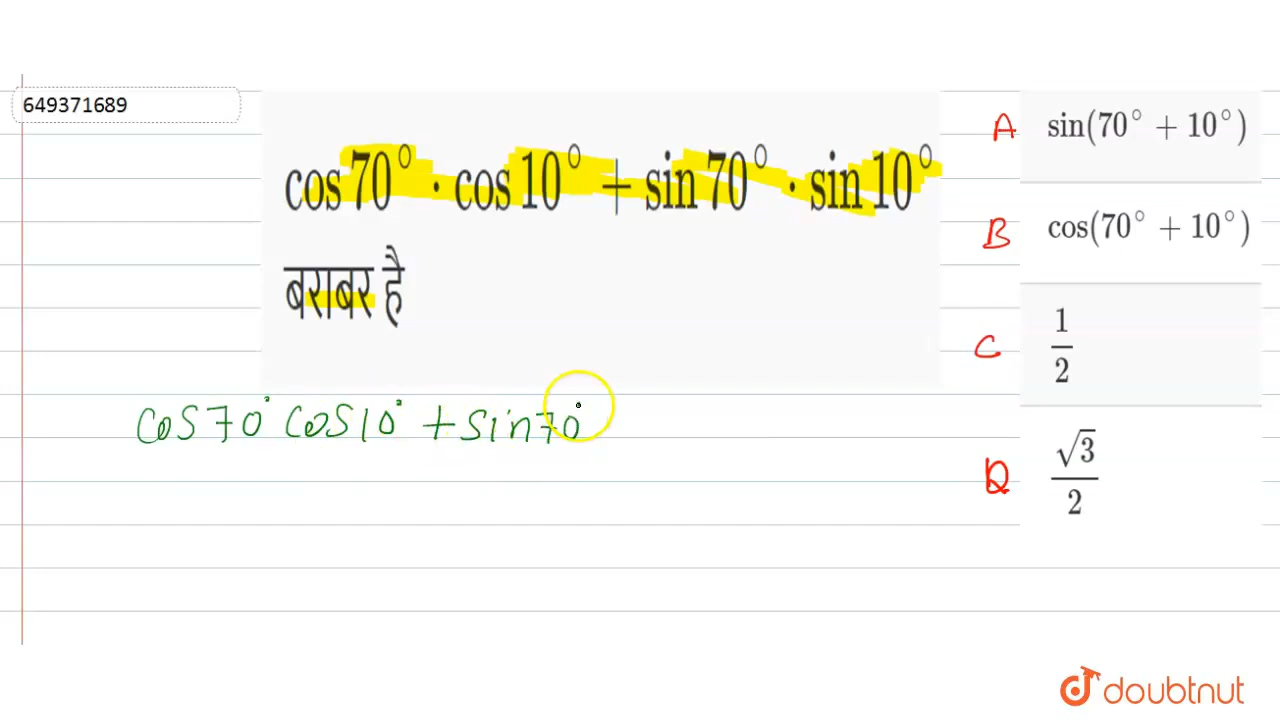 649371689
cos 70° · cos 10° + sin 70° · sin 10°
बराबर है
A sin(70° + 10°)
B cos(70° + 10°)
C 1/2
D √3/2
cos 70° cos 10° + sin 70°
doubtnut